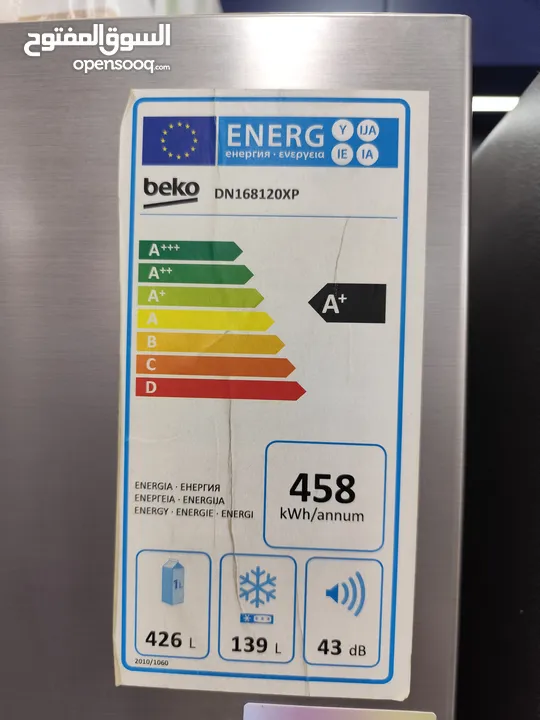 السوق المفتوح
opensooq.com
ENERG Y IJA
енергия · ενεργεια IE IA
beko DN168120XP
A+++
A++
A+
A
B
C
D
A+
458
kWh/annum
ENERGIA · ЕНЕРГИЯ
ΕΝΕΡΓΕΙΑ · ENERGIJA
ENERGY · ENERGIE · ENERGI
1L
426 L
139 L
43 dB
2010/1060